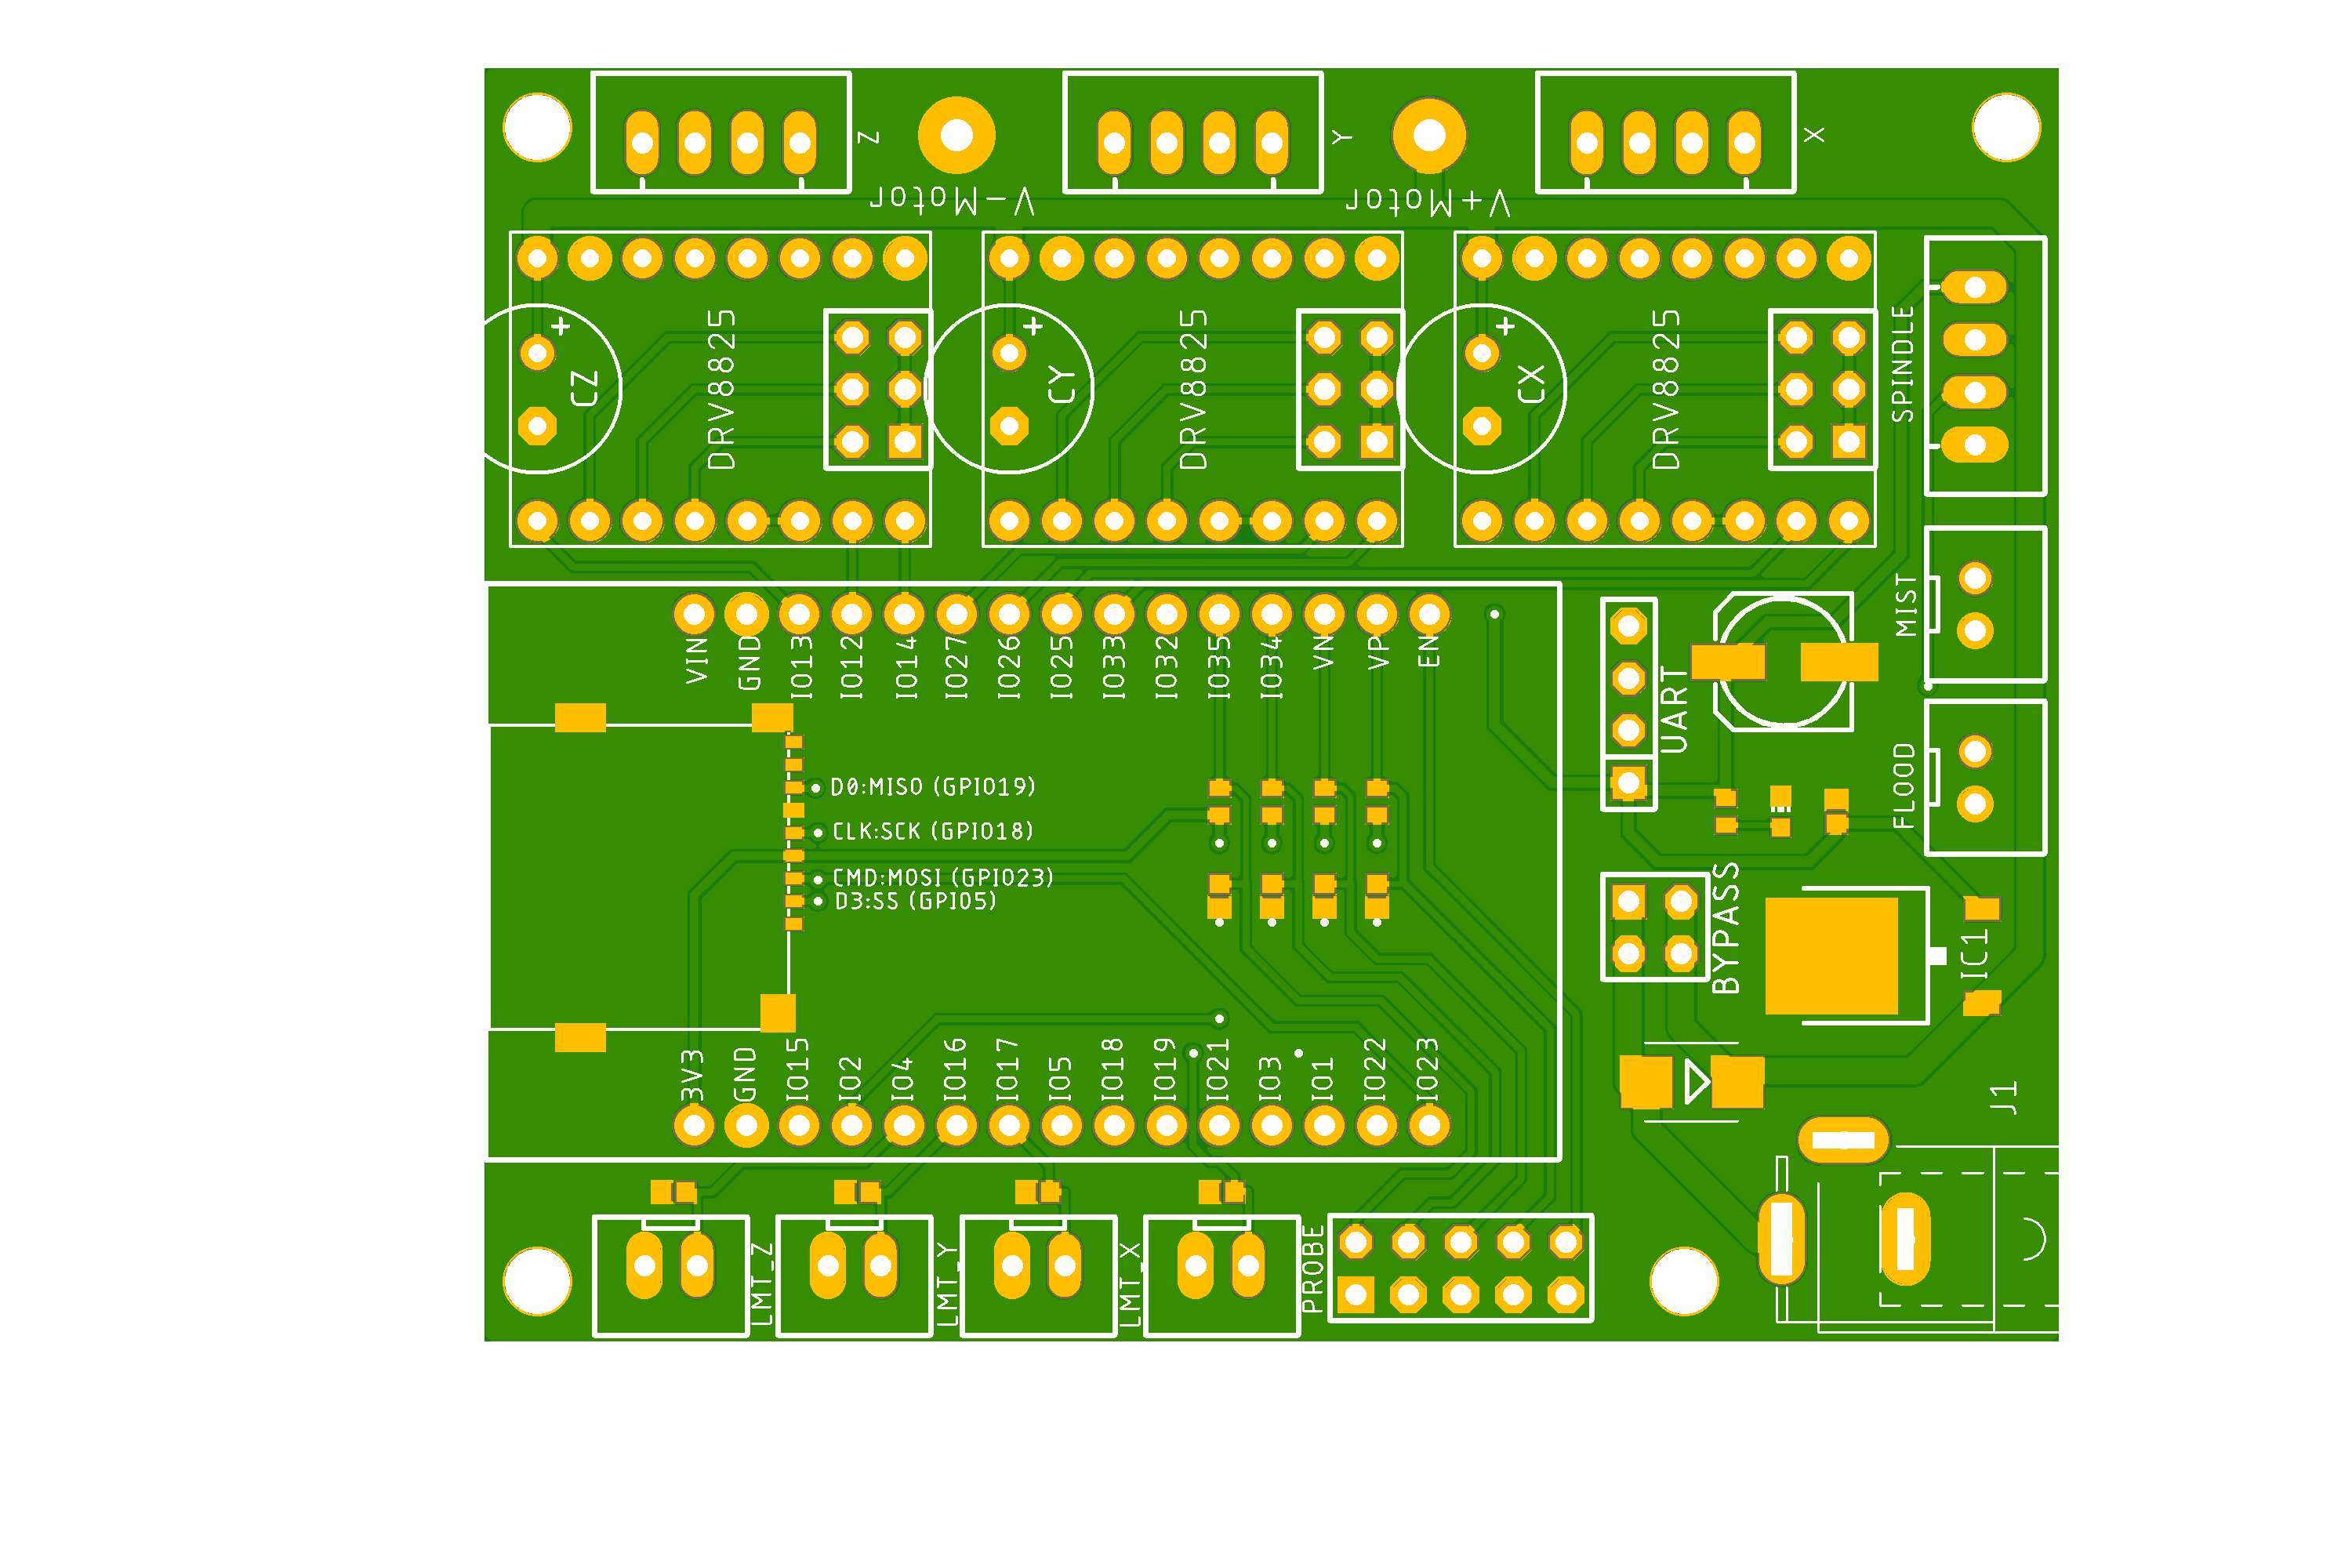 Z
Y
X
V-Motor
V+Motor
+
CZ
DRV8825
+
CY
DRV8825
+
CX
DRV8825
SPINDLE
VIN
GND
IO13
IO12
IO14
IO27
IO26
IO25
IO33
IO32
IO35
IO34
VN
VP
EN
UART
MIST
FLOOD
D0:MISO (GPIO19)
CLK:SCK (GPIO18)
CMD:MOSI (GPIO23)
D3:SS (GPIO5)
BYPASS
IC1
3V3
GND
IO15
IO2
IO4
IO16
IO17
IO5
IO18
IO19
IO21
IO3
IO1
IO22
IO23
J1
LMT_Z
LMT_Y
LMT_X
PROBE